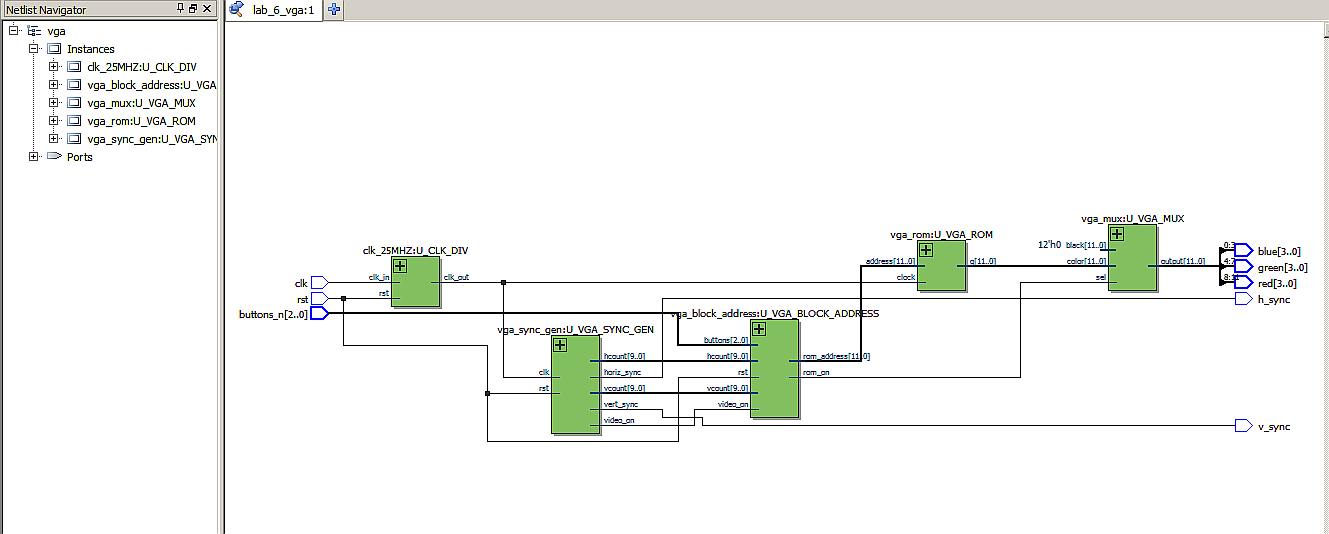 Netlist Navigator
lab_6_vga:1
vga
Instances
clk_25MHZ:U_CLK_DIV
vga_block_address:U_VGA
vga_mux:U_VGA_MUX
vga_rom:U_VGA_ROM
vga_sync_gen:U_VGA_SYN
Ports
clk
rst
buttons_n[2..0]
clk_25MHZ:U_CLK_DIV
clk_in
rst
clk_out
vga_sync_gen:U_VGA_SYNC_GEN
clk
rst
hcount[9..0]
horiz_sync
vcount[9..0]
vert_sync
video_on
vga_block_address:U_VGA_BLOCK_ADDRESS
buttons[2..0]
hcount[9..0]
rst
vcount[9..0]
video_on
rom_address[11..0]
rom_on
vga_rom:U_VGA_ROM
address[11..0]
clock
q[11..0]
vga_mux:U_VGA_MUX
12'h0
black[11..0]
color[11..0]
sel
output[11..0]
0:3
blue[3..0]
4:7
green[3..0]
8:11
red[3..0]
h_sync
v_sync